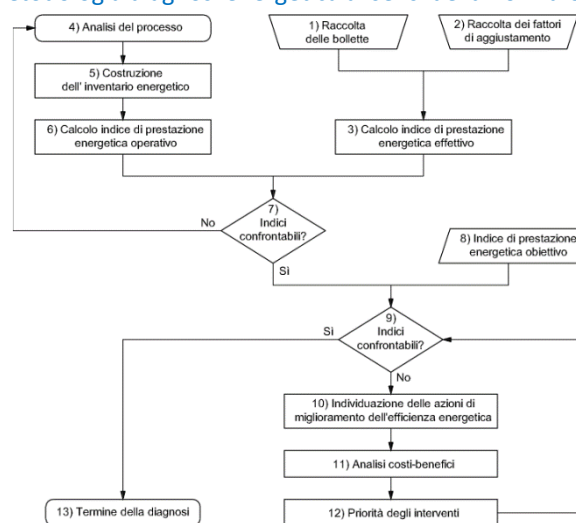 4) Analisi del processo
1) Raccolta
delle bollette
2) Raccolta dei fattori
di aggiustamento
5) Costruzione
dell' inventario energetico
6) Calcolo indice di prestazione
energetica operativo
3) Calcolo indice di prestazione
energetica effettivo
7)
Indici
confrontabili?
No
Sì
8) Indice di prestazione
energetica obiettivo
9)
Indici
confrontabili?
Sì
No
10) Individuazione delle azioni di
miglioramento dell'efficienza energetica
11) Analisi costi-benefici
13) Termine della diagnosi
12) Priorità degli interventi